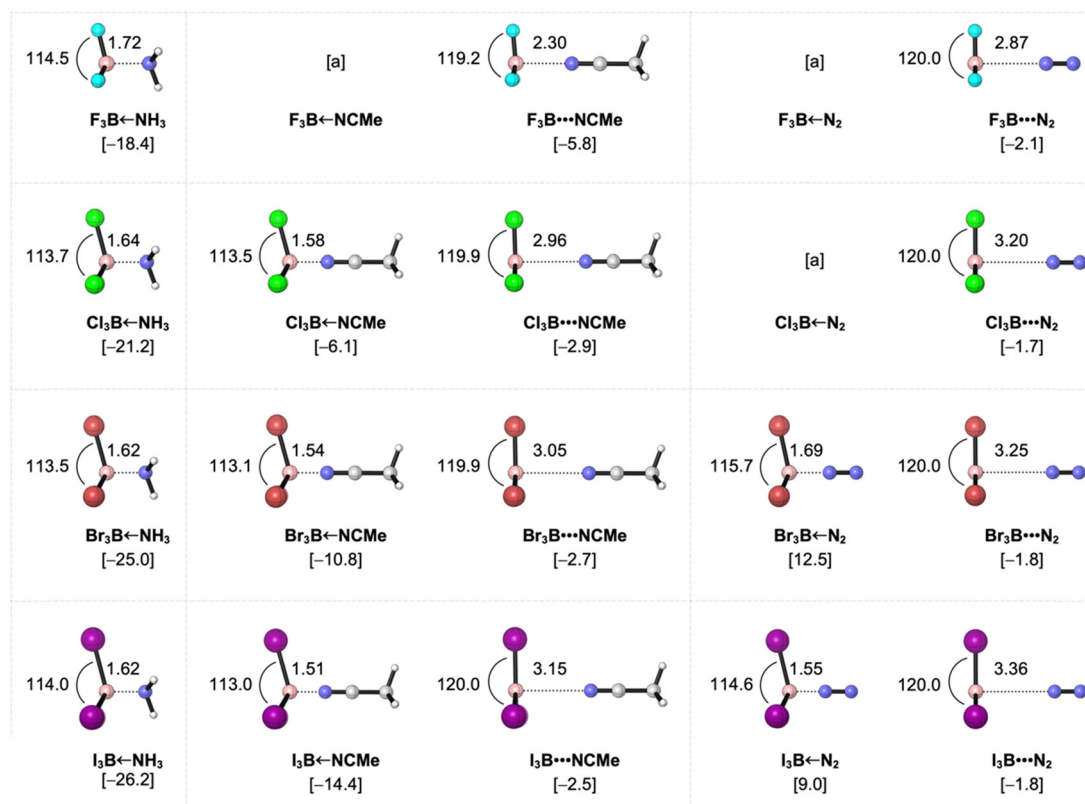 114.5 1.72
[a]
119.2 2.30
[a]
120.0 2.87
F₃B←NH₃
[−18.4]
F₃B←NCMe
F₃B•••NCMe
[−5.8]
F₃B←N₂
F₃B•••N₂
[−2.1]
113.7 1.64
113.5 1.58
119.9 2.96
[a]
120.0 3.20
Cl₃B←NH₃
[−21.2]
Cl₃B←NCMe
[−6.1]
Cl₃B•••NCMe
[−2.9]
Cl₃B←N₂
Cl₃B•••N₂
[−1.7]
113.5 1.62
113.1 1.54
119.9 3.05
115.7 1.69
120.0 3.25
Br₃B←NH₃
[−25.0]
Br₃B←NCMe
[−10.8]
Br₃B•••NCMe
[−2.7]
Br₃B←N₂
[12.5]
Br₃B•••N₂
[−1.8]
114.0 1.62
113.0 1.51
120.0 3.15
114.6 1.55
120.0 3.36
I₃B←NH₃
[−26.2]
I₃B←NCMe
[−14.4]
I₃B•••NCMe
[−2.5]
I₃B←N₂
[9.0]
I₃B•••N₂
[−1.8]